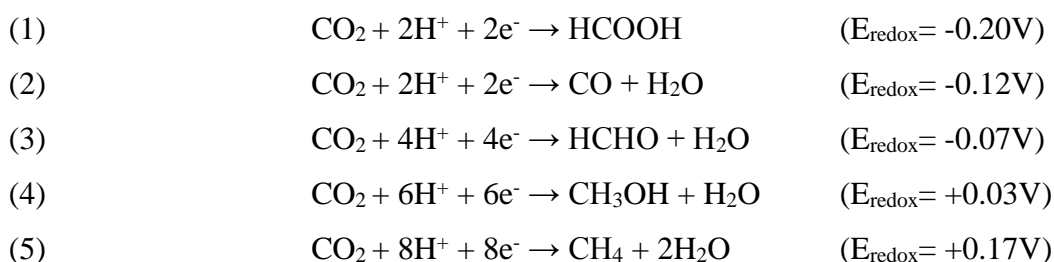 (1) CO₂ + 2H⁺ + 2e⁻ → HCOOH (E_redox= -0.20V)
(2) CO₂ + 2H⁺ + 2e⁻ → CO + H₂O (E_redox= -0.12V)
(3) CO₂ + 4H⁺ + 4e⁻ → HCHO + H₂O (E_redox= -0.07V)
(4) CO₂ + 6H⁺ + 6e⁻ → CH₃OH + H₂O (E_redox= +0.03V)
(5) CO₂ + 8H⁺ + 8e⁻ → CH₄ + 2H₂O (E_redox= +0.17V)